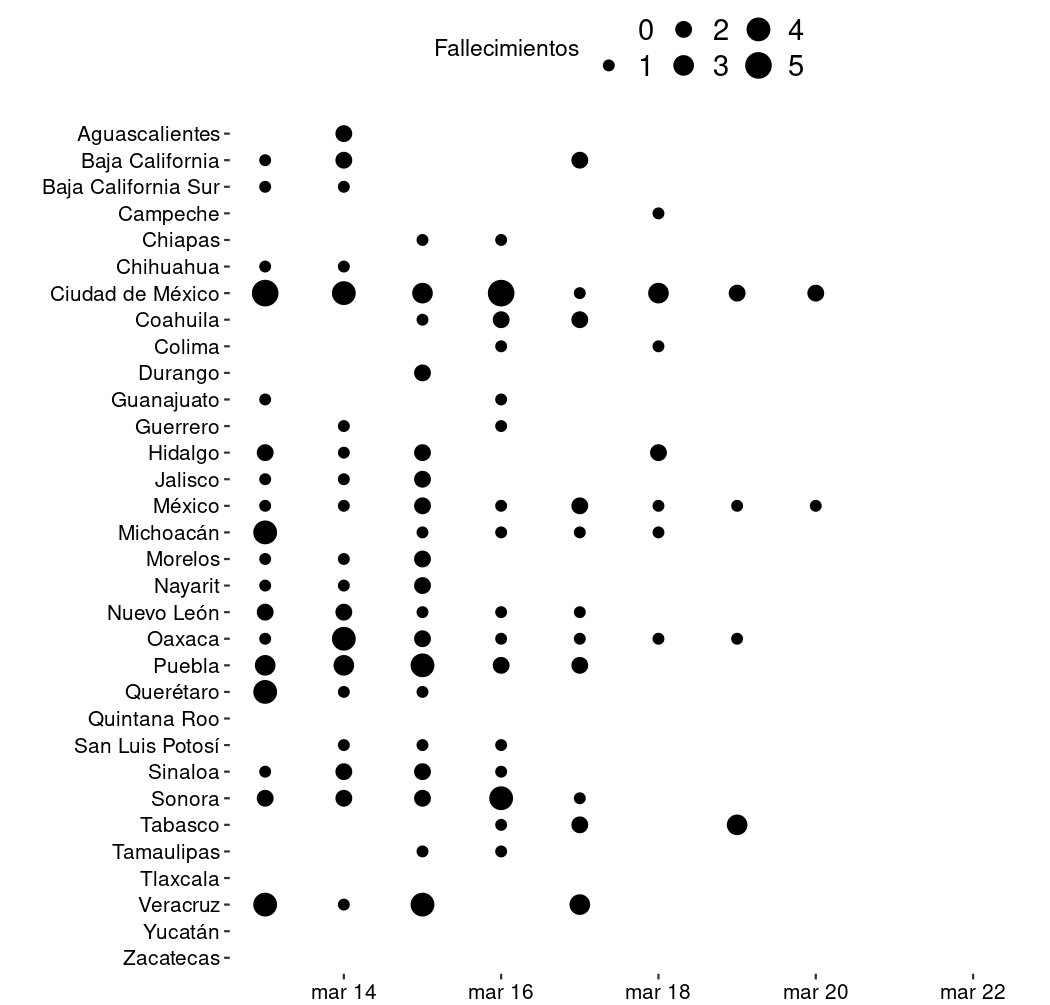 Fallecimientos
0 2 4
1 3 5
Aguascalientes
Baja California
Baja California Sur
Campeche
Chiapas
Chihuahua
Ciudad de México
Coahuila
Colima
Durango
Guanajuato
Guerrero
Hidalgo
Jalisco
México
Michoacán
Morelos
Nayarit
Nuevo León
Oaxaca
Puebla
Querétaro
Quintana Roo
San Luis Potosí
Sinaloa
Sonora
Tabasco
Tamaulipas
Tlaxcala
Veracruz
Yucatán
Zacatecas
mar 14 mar 16 mar 18 mar 20 mar 22